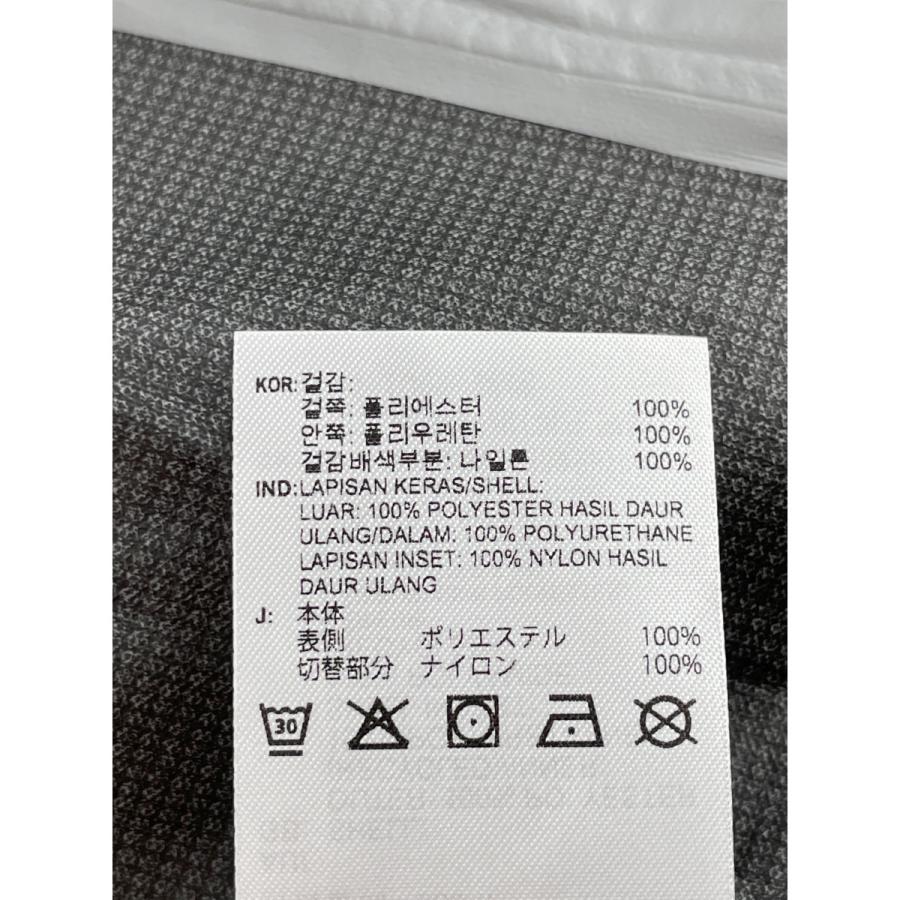 KOR: 겉감:
겉쪽: 폴리에스터 100%
안쪽: 폴리우레탄 100%
겉감배색부분: 나일론 100%
IND: LAPISAN KERAS/SHELL:
LUAR: 100% POLYESTER HASIL DAUR
ULANG/DALAM: 100% POLYURETHANE
LAPISAN INSET: 100% NYLON HASIL
DAUR ULANG
J: 本体
表側 ポリエステル 100%
切替部分 ナイロン 100%
30